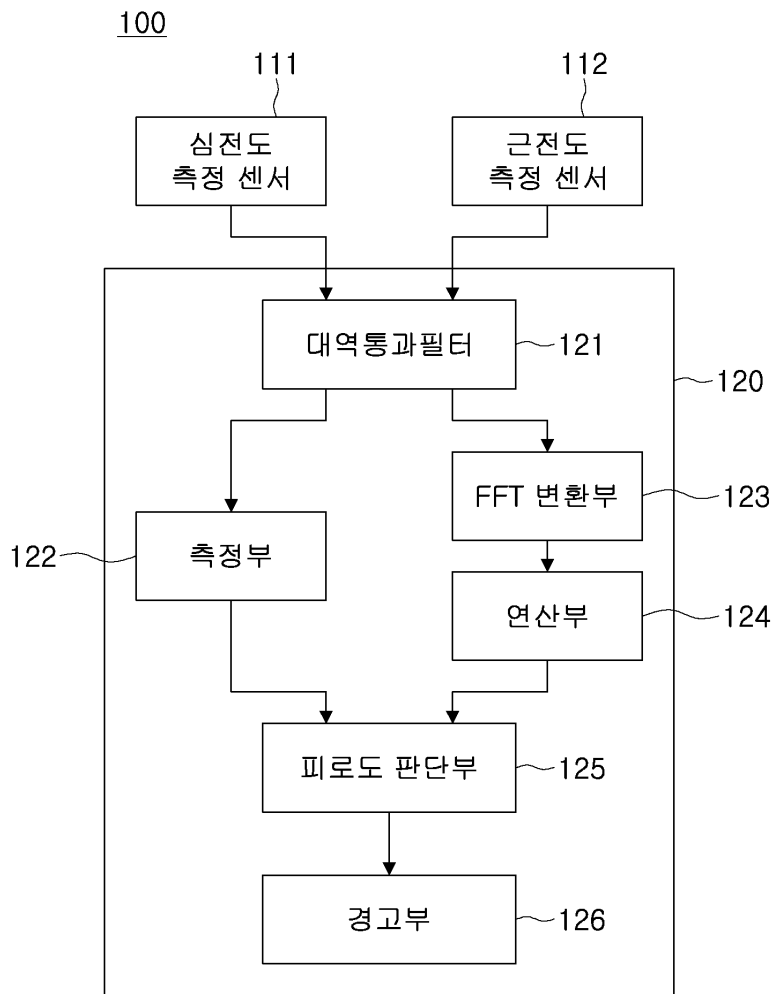 100
111
112
심전도
측정 센서
근전도
측정 센서
대역통과필터
121
120
FFT 변환부
123
122
측정부
연산부
124
피로도 판단부
125
경고부
126